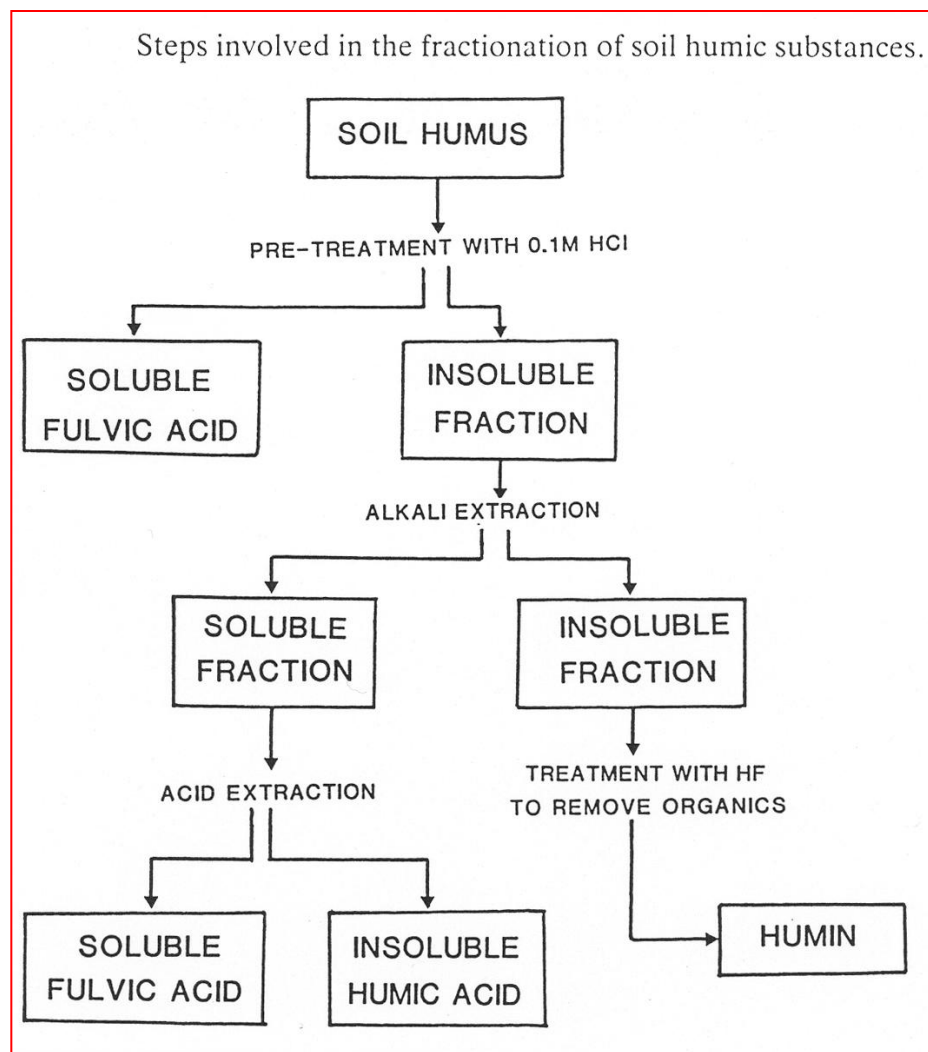 Steps involved in the fractionation of soil humic substances.
SOIL HUMUS
PRE-TREATMENT WITH 0.1M HCl
SOLUBLE
FULVIC ACID
INSOLUBLE
FRACTION
ALKALI EXTRACTION
SOLUBLE
FRACTION
INSOLUBLE
FRACTION
ACID EXTRACTION
TREATMENT WITH HF
TO REMOVE ORGANICS
SOLUBLE
FULVIC ACID
INSOLUBLE
HUMIC ACID
HUMIN